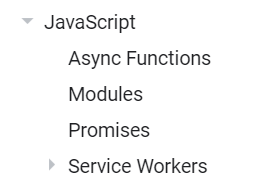 JavaScript
Async Functions
Modules
Promises
Service Workers